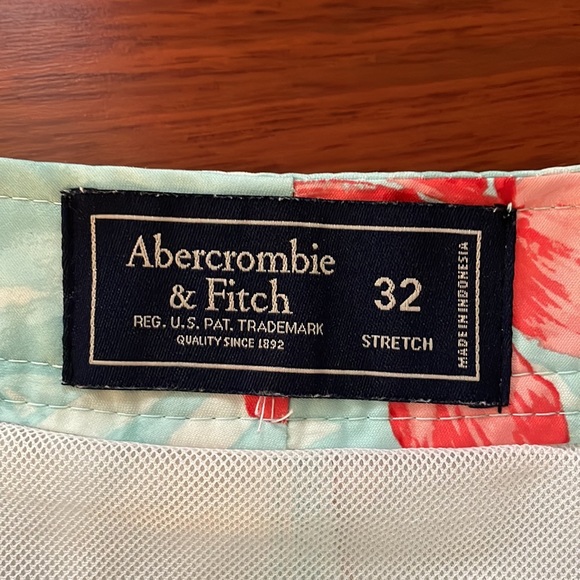 Abercrombie
& Fitch
REG. U.S. PAT. TRADEMARK
QUALITY SINCE 1892
32
STRETCH
MADE IN INDONESIA